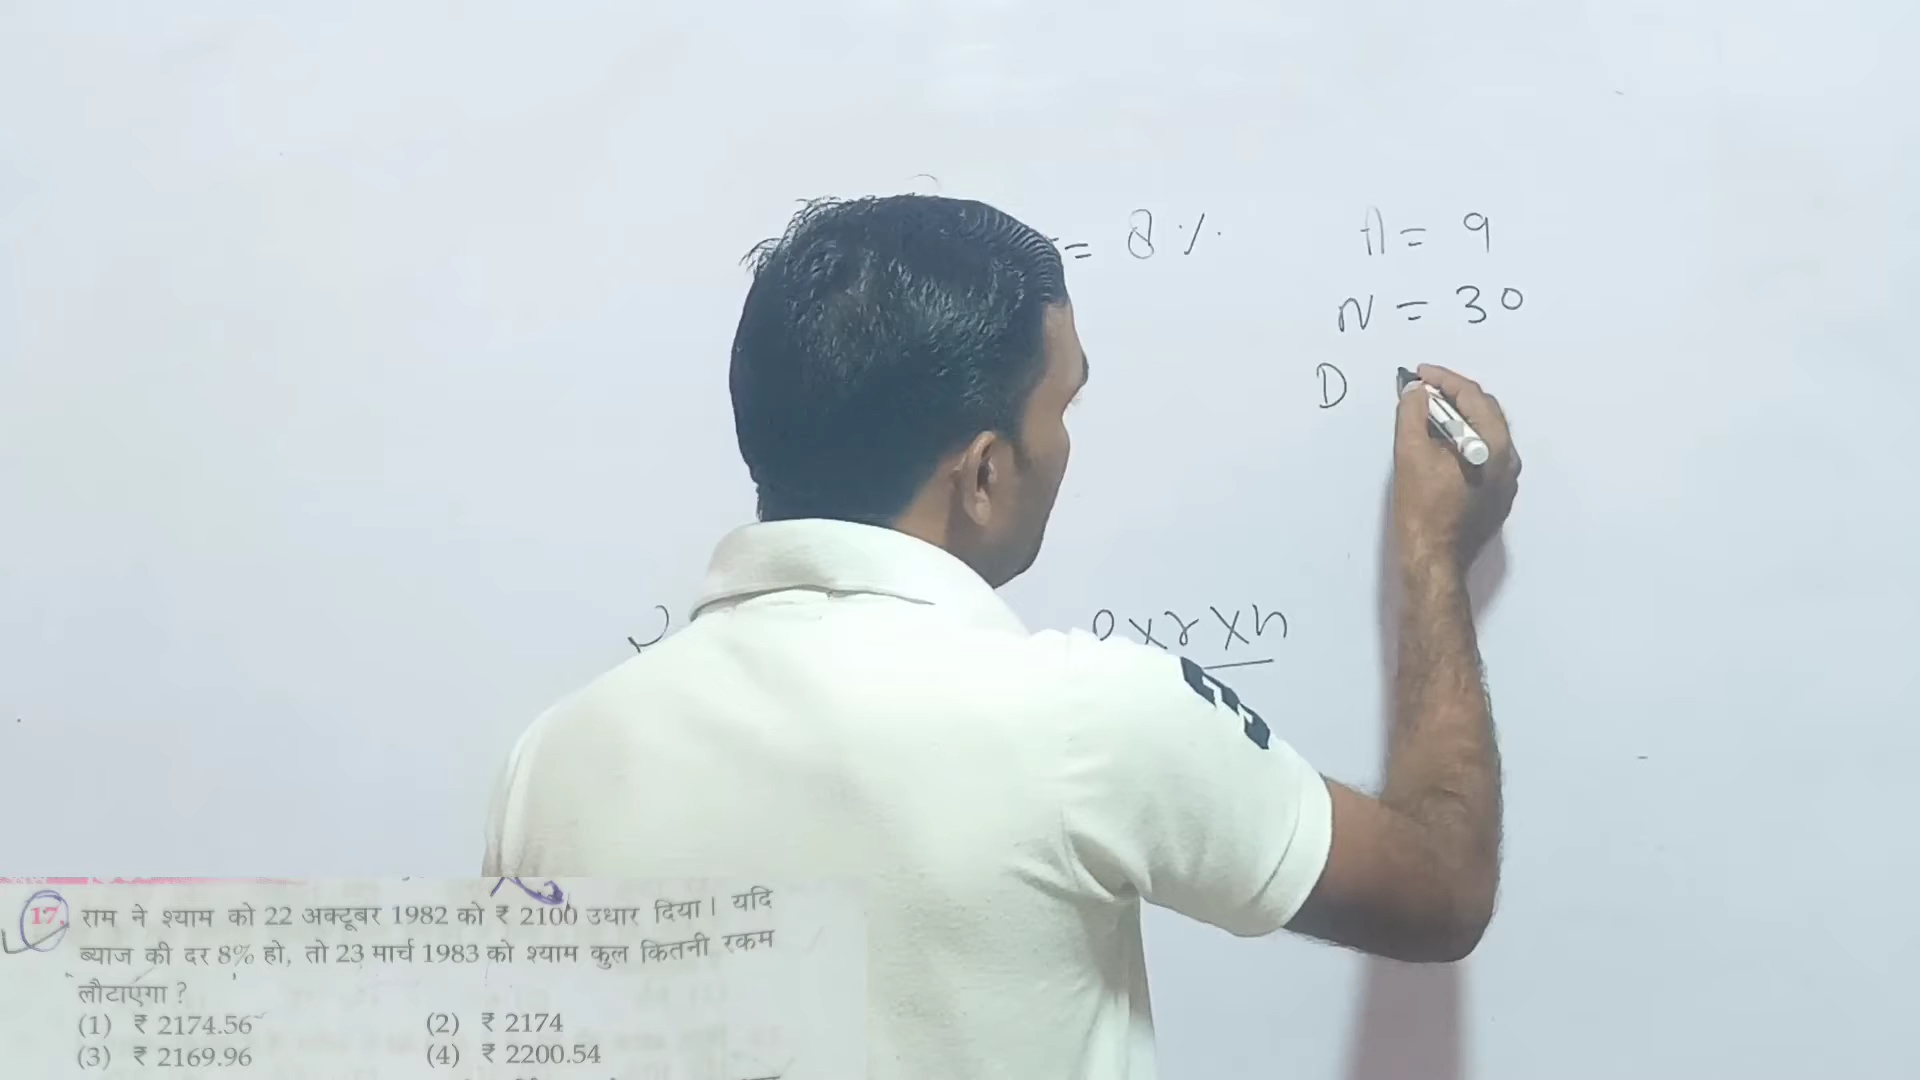 = 8 %
A = 9
N = 30
D
P x r x n
17. राम ने श्याम को 22 अक्टूबर 1982 को ₹ 2100 उधार दिया। यदि
ब्याज की दर 8% हो, तो 23 मार्च 1983 को श्याम कुल कितनी रकम
लौटाएगा ?
(1) ₹ 2174.56 (2) ₹ 2174
(3) ₹ 2169.96 (4) ₹ 2200.54